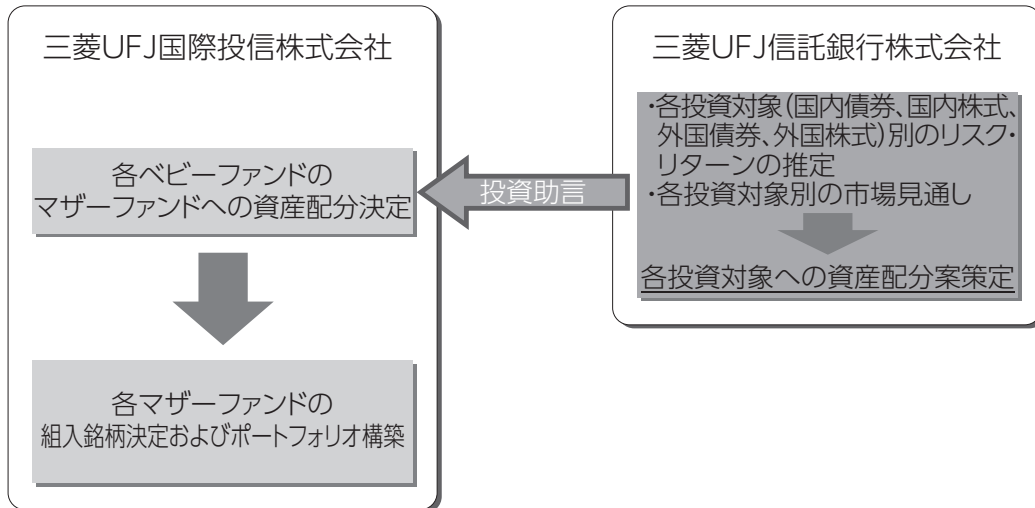 三菱UFJ国際投信株式会社
各ベビーファンドの
マザーファンドへの資産配分決定
各マザーファンドの
組入銘柄決定およびポートフォリオ構築
投資助言
三菱UFJ信託銀行株式会社
・各投資対象(国内債券、国内株式、
外国債券、外国株式)別のリスク・
リターンの推定
・各投資対象別の市場見通し
各投資対象への資産配分案策定